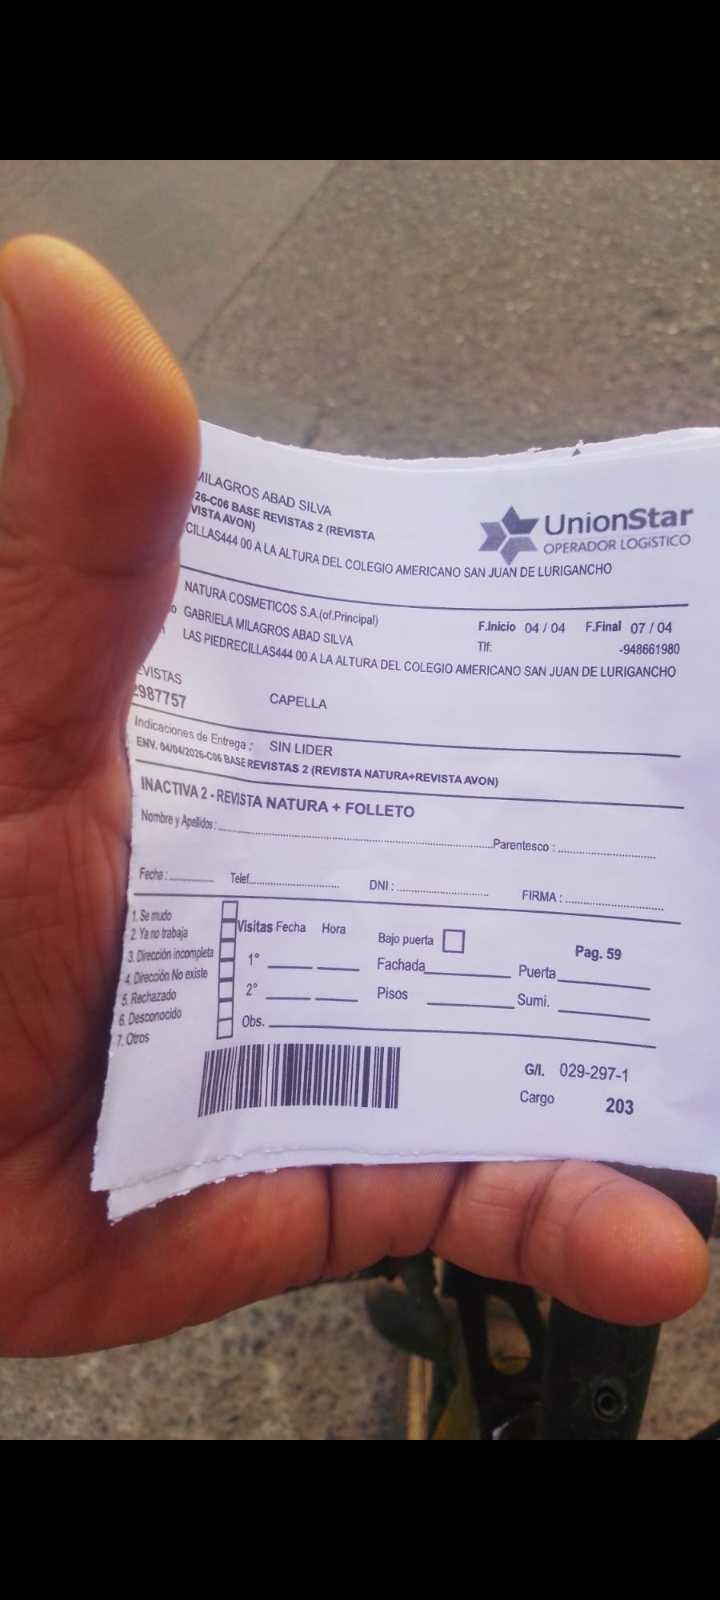 MILAGROS ABAD SILVA
26-C06 BASE REVISTAS 2 (REVISTA
VISTA AVON)
CILLAS444 00 A LA ALTURA DEL COLEGIO AMERICANO SAN JUAN DE LURIGANCHO
UnionStar
OPERADOR LOGÍSTICO
NATURA COSMETICOS S.A.(of.Principal)
F.Inicio 04 / 04 F.Final 07 / 04
GABRIELA MILAGROS ABAD SILVA
Tlf: -948661980
LAS PIEDRECILLAS444 00 A LA ALTURA DEL COLEGIO AMERICANO SAN JUAN DE LURIGANCHO
EVISTAS
2987757 CAPELLA
Indicaciones de Entrega : SIN LIDER
ENV. 04/04/2026-C06 BASE REVISTAS 2 (REVISTA NATURA+REVISTA AVON)
INACTIVA 2 - REVISTA NATURA + FOLLETO
Nombre y Apellidos : Parentesco :
Fecha : Telef. DNI : FIRMA :
1. Se mudo
2. Ya no trabaja
3. Dirección incompleta
4. Dirección No existe
5. Rechazado
6. Desconocido
7. Otros
Visitas Fecha Hora
1°
2°
Obs.
Bajo puerta
Pag. 59
Fachada Puerta
Pisos Sumi.
G/I. 029-297-1
Cargo 203